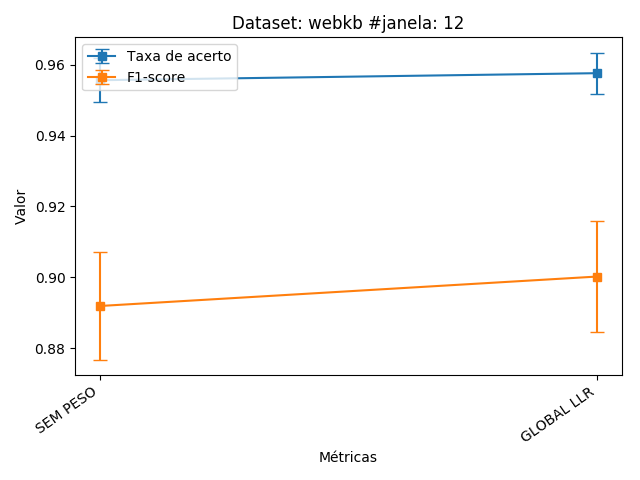 Dataset: webkb #janela: 12
Taxa de acerto
F1-score
0.96
0.94
0.92
0.90
0.88
Valor
SEM PESO
GLOBAL LLR
Métricas